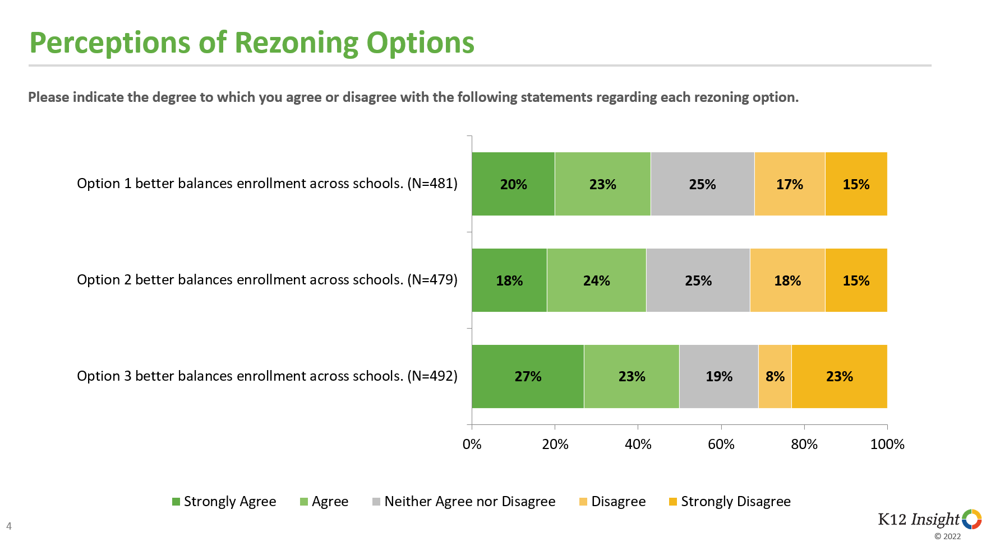 Perceptions of Rezoning Options
Please indicate the degree to which you agree or disagree with the following statements regarding each rezoning option.
Option 1 better balances enrollment across schools. (N=481)
20% 23% 25% 17% 15%
Option 2 better balances enrollment across schools. (N=479)
18% 24% 25% 18% 15%
Option 3 better balances enrollment across schools. (N=492)
27% 23% 19% 8% 23%
0% 20% 40% 60% 80% 100%
Strongly Agree Agree Neither Agree nor Disagree Disagree Strongly Disagree
4
K12 Insight
© 2022